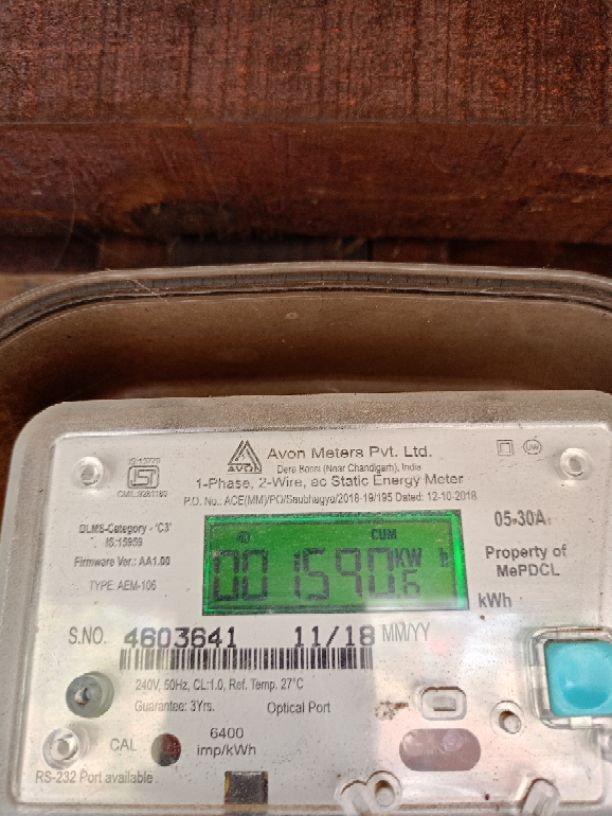 IS:13779
CM/L:9281180
AVON
Avon Meters Pvt. Ltd.
Dera Bassi (Near Chandigarh), India
1-Phase, 2-Wire, ac Static Energy Meter
P.O. No.: ACE(MM)/PO/Saubhagya/2018-19/195 Dated: 12-10-2018
DLMS-Category - 'C3'
IS:15959
Firmware Ver.: AA1.00
TYPE: AEM-106
CUM
001590.6 KW h
05-30A
Property of
MePDCL
kWh
S.NO. 4603641 11/18 MM/YY
240V, 50Hz, CL:1.0, Ref. Temp. 27°C
Guarantee: 3Yrs. Optical Port
CAL 6400
imp/kWh
RS-232 Port available